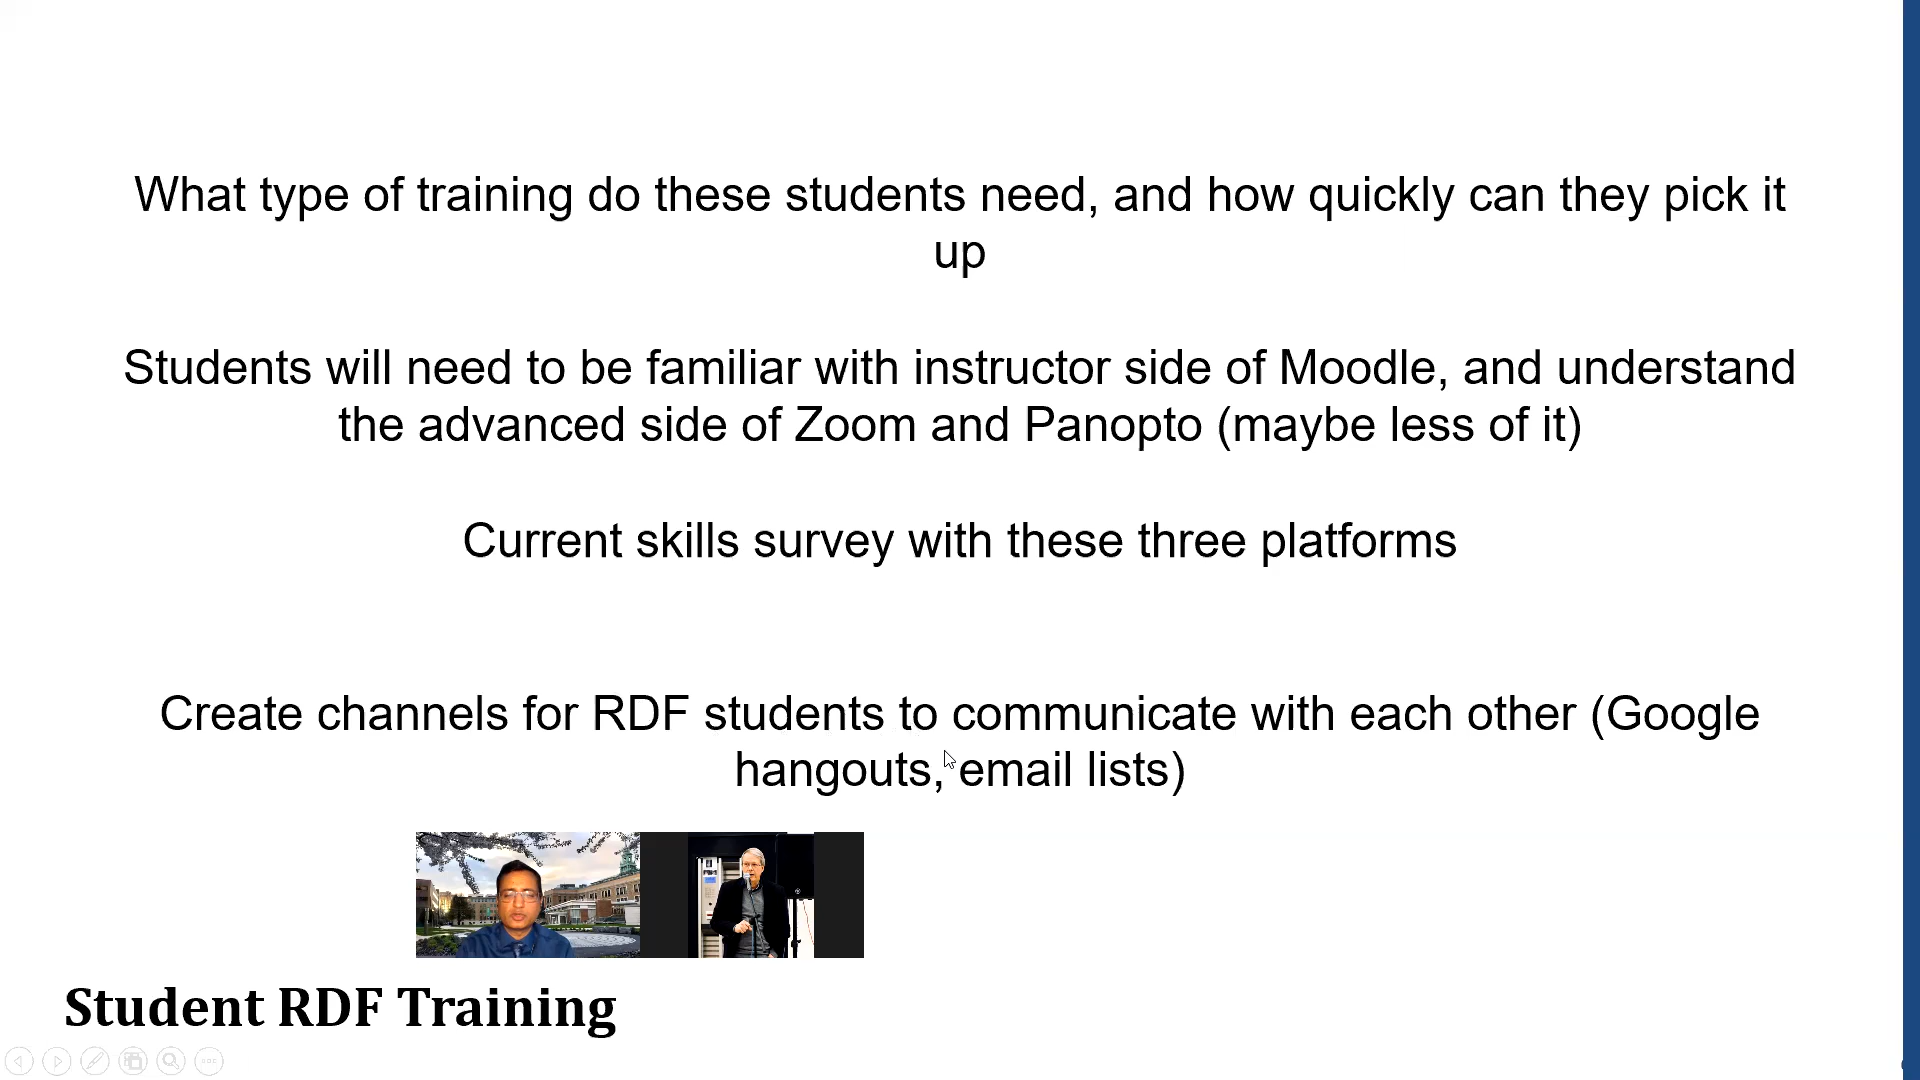 What type of training do these students need, and how quickly can they pick it
up
Students will need to be familiar with instructor side of Moodle, and understand
the advanced side of Zoom and Panopto (maybe less of it)
Current skills survey with these three platforms
Create channels for RDF students to communicate with each other (Google
hangouts, email lists)
Student RDF Training